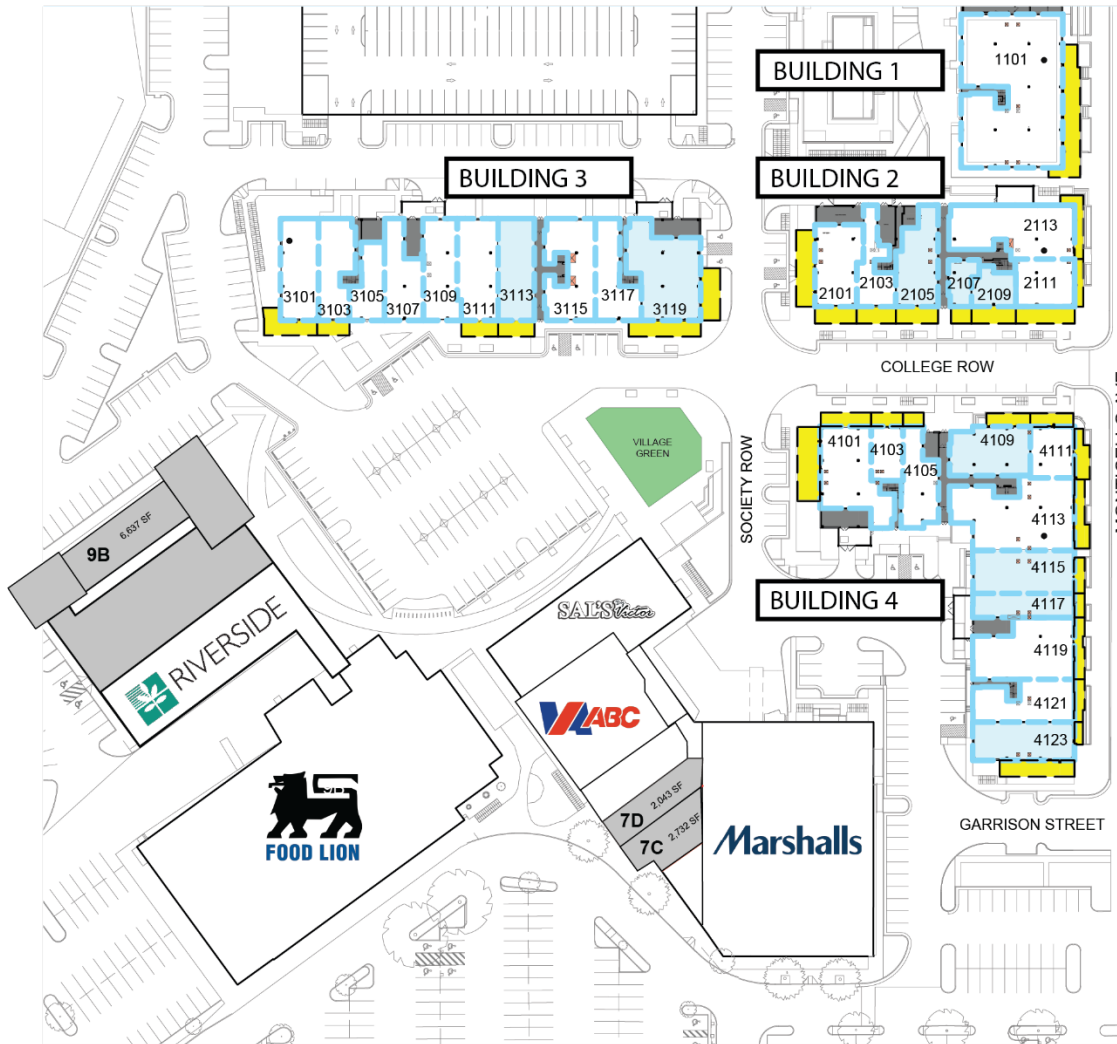 BUILDING 1
1101
BUILDING 3
BUILDING 2
3101
3103
3105
3107
3109
3111
3113
3115
3117
3119
2101
2103
2105
2107
2109
2111
2113
COLLEGE ROW
VILLAGE
GREEN
SOCIETY ROW
4101
4103
4105
4109
4111
4113
4115
4117
4119
4121
4123
BUILDING 4
9B
6,637 SF
RIVERSIDE
SAL'S by Victor
VA ABC
FOOD LION
7D
2,043 SF
7C
2,732 SF
Marshalls
GARRISON STREET